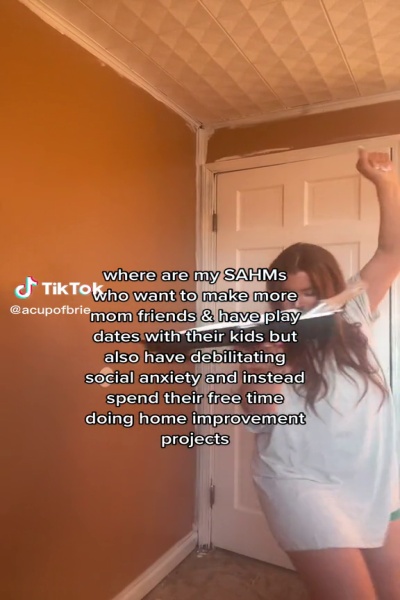 where are my SAHMs
TikTok
who want to make more
@acupofbrie
mom friends & have play
dates with their kids but
also have debilitating
social anxiety and instead
spend their free time
doing home improvement
projects